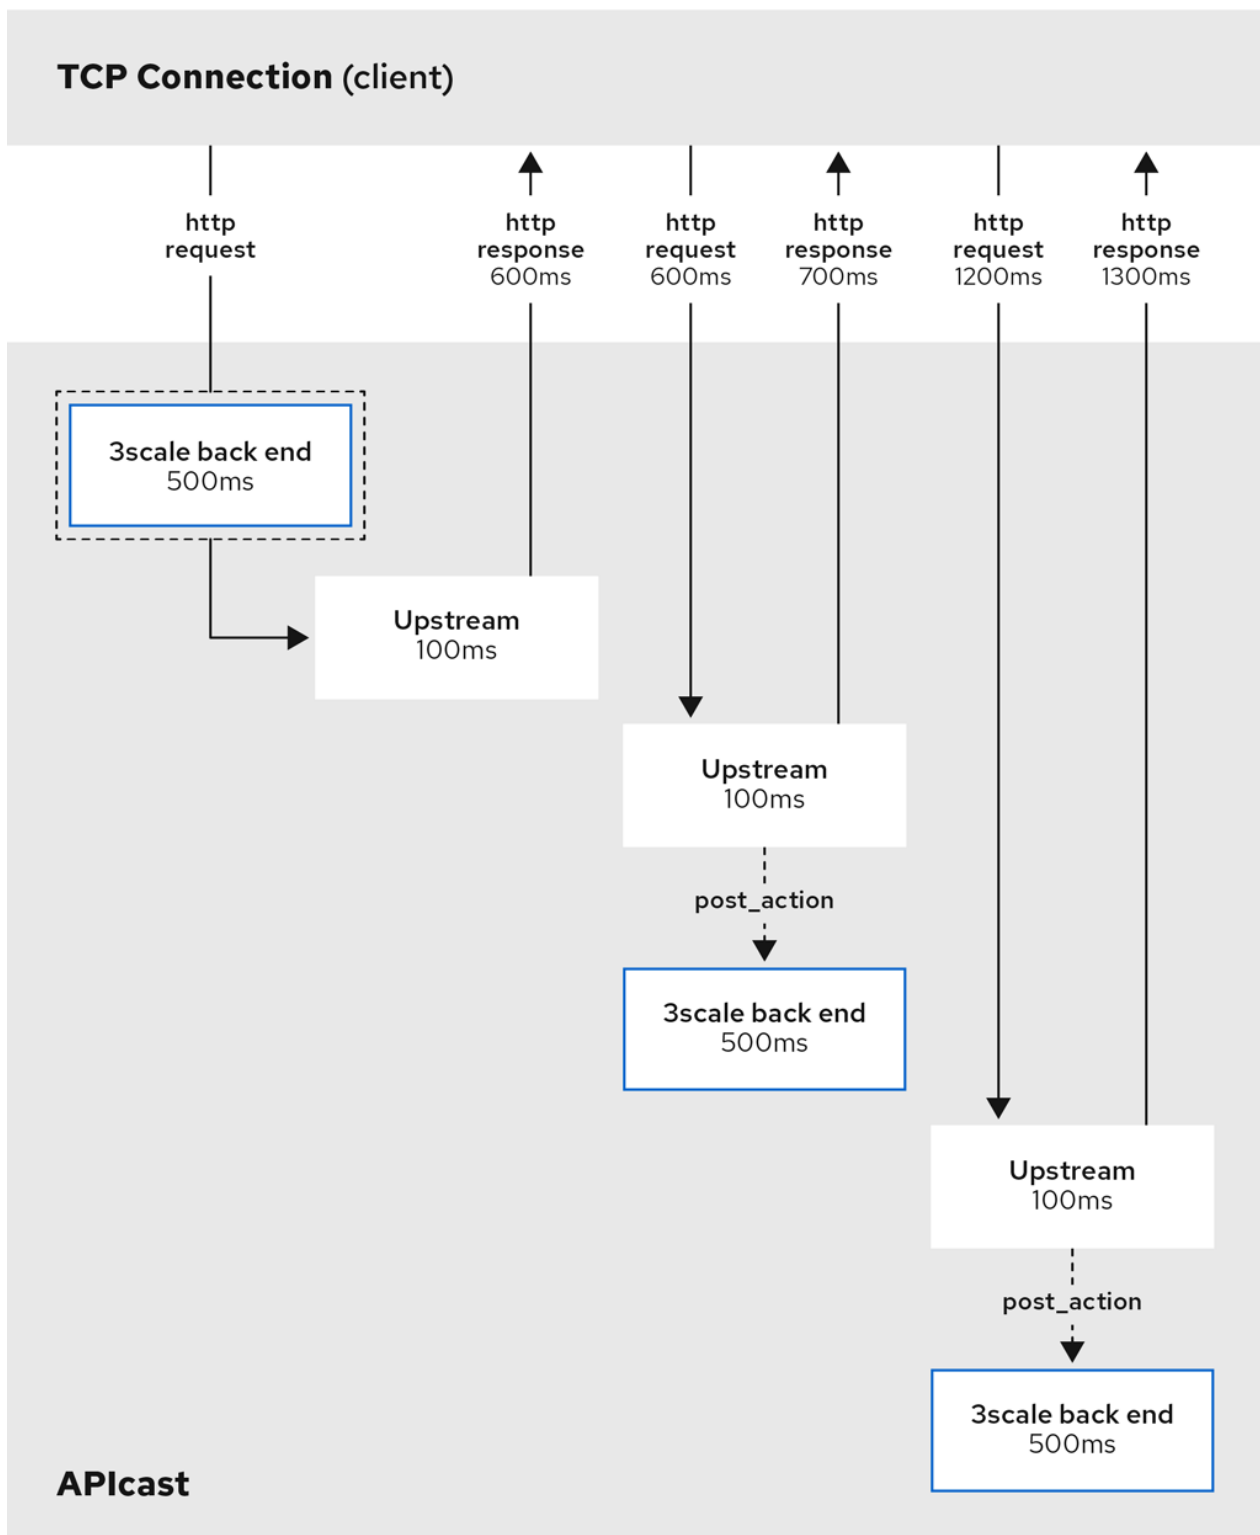 TCP Connection (client)
http
request
http
response
600ms
http
request
600ms
http
response
700ms
http
request
1200ms
http
response
1300ms
3scale back end
500ms
Upstream
100ms
Upstream
100ms
post_action
3scale back end
500ms
Upstream
100ms
post_action
3scale back end
500ms
APIcast